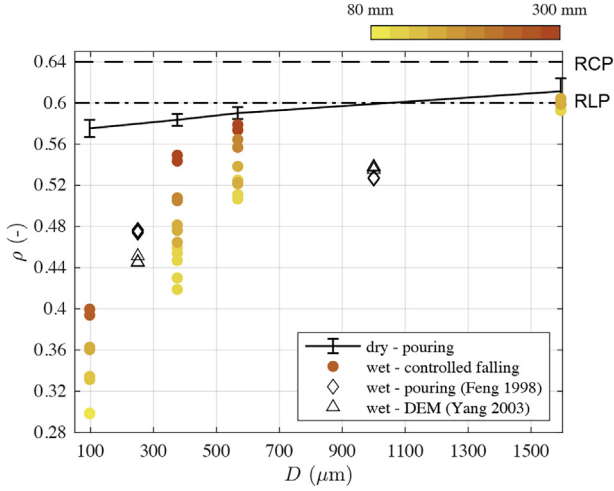 80 mm 300 mm
0.64 RCP
0.6 RLP
0.56
0.52
0.48
0.44
0.4
0.36
0.32
0.28
ρ (-)
dry - pouring
wet - controlled falling
wet - pouring (Feng 1998)
wet - DEM (Yang 2003)
100 300 500 700 900 1100 1300 1500
D (μm)